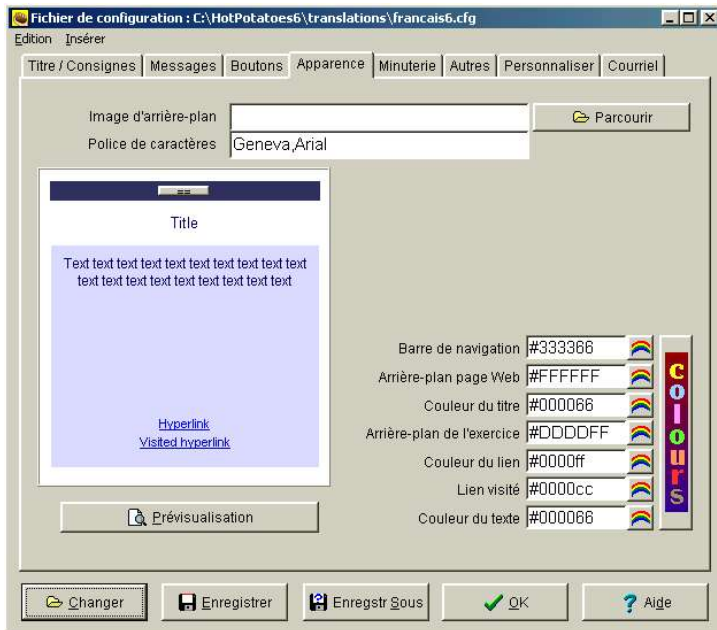 Fichier de configuration : C:\HotPotatoes6\translations\francais6.cfg
Edition Insérer
Titre / Consignes Messages Boutons Apparence Minuterie Autres Personnaliser Courriel
Image d'arrière-plan Parcourir
Police de caractères Geneva,Arial
==
Title
Text text text text text text text text text text
text text text text text text text text text
Hyperlink
Visited hyperlink
Prévisualisation
Barre de navigation #333366
Arrière-plan page Web #FFFFFF
Couleur du titre #000066
Arrière-plan de l'exercice #DDDDFF
Couleur du lien #0000ff
Lien visité #0000cc
Couleur du texte #000066
colours
Changer Enregistrer Enregstr Sous OK Aide